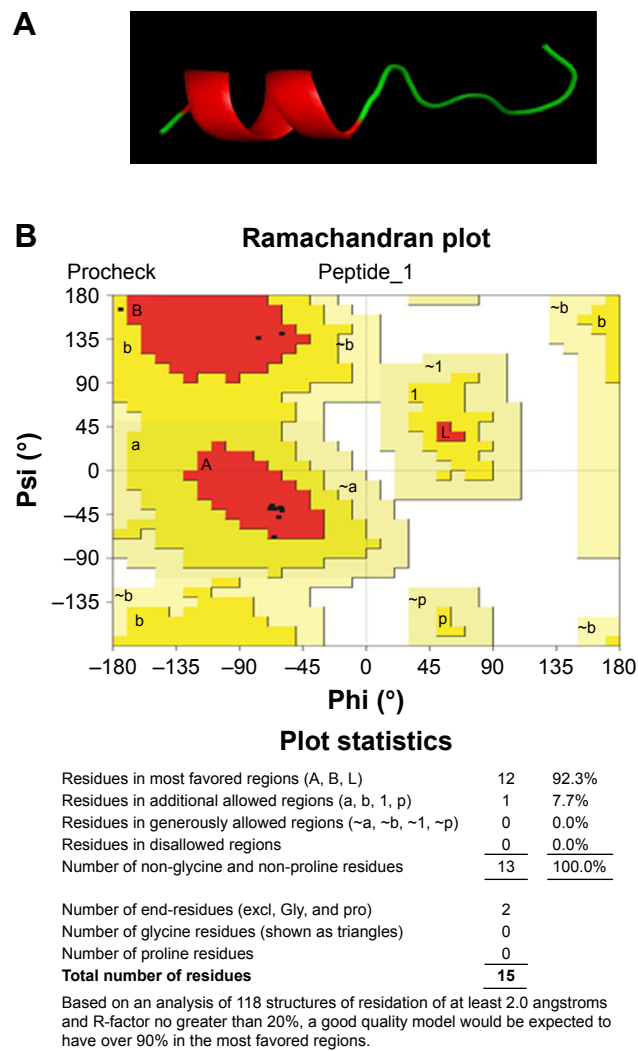 A
B
Ramachandran plot
Procheck Peptide_1
180
135
90
45
0
–45
–90
–135
Psi (°)
B
b
~b
~b
b
~1
1
L
a
A
~a
~b
b
~p
p
~b
–180 –135 –90 –45 0 45 90 135 180
Phi (°)
Plot statistics
Residues in most favored regions (A, B, L) 12 92.3%
Residues in additional allowed regions (a, b, 1, p) 1 7.7%
Residues in generously allowed regions (~a, ~b, ~1, ~p) 0 0.0%
Residues in disallowed regions 0 0.0%
Number of non-glycine and non-proline residues 13 100.0%
Number of end-residues (excl, Gly, and pro) 2
Number of glycine residues (shown as triangles) 0
Number of proline residues 0
Total number of residues 15
Based on an analysis of 118 structures of residation of at least 2.0 angstroms
and R-factor no greater than 20%, a good quality model would be expected to
have over 90% in the most favored regions.